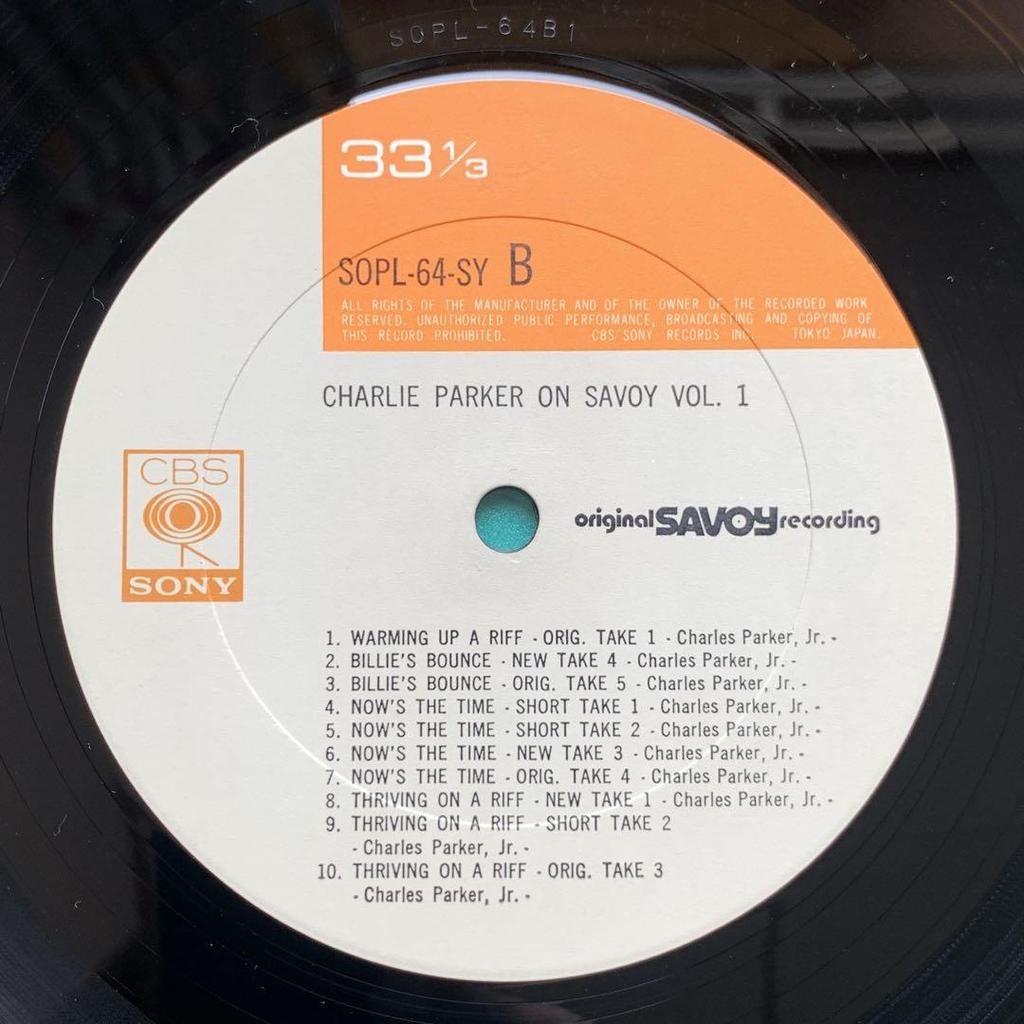 SOPL-64B1
33 1/3
SOPL-64-SY B
ALL RIGHTS OF THE MANUFACTURER AND OF THE OWNER OF THE RECORDED WORK
RESERVED. UNAUTHORIZED PUBLIC PERFORMANCE, BROADCASTING AND COPYING OF
THIS RECORD PROHIBITED. CBS SONY RECORDS INC. TOKYO JAPAN.
CHARLIE PARKER ON SAVOY VOL. 1
CBS
SONY
original SAVOY recording
1. WARMING UP A RIFF - ORIG. TAKE 1 - Charles Parker, Jr. -
2. BILLIE'S BOUNCE - NEW TAKE 4 - Charles Parker, Jr. -
3. BILLIE'S BOUNCE - ORIG. TAKE 5 - Charles Parker, Jr. -
4. NOW'S THE TIME - SHORT TAKE 1 - Charles Parker, Jr. -
5. NOW'S THE TIME - SHORT TAKE 2 - Charles Parker, Jr. -
6. NOW'S THE TIME - NEW TAKE 3 - Charles Parker, Jr. -
7. NOW'S THE TIME - ORIG. TAKE 4 - Charles Parker, Jr. -
8. THRIVING ON A RIFF - NEW TAKE 1 - Charles Parker, Jr. -
9. THRIVING ON A RIFF - SHORT TAKE 2
- Charles Parker, Jr. -
10. THRIVING ON A RIFF - ORIG. TAKE 3
- Charles Parker, Jr. -